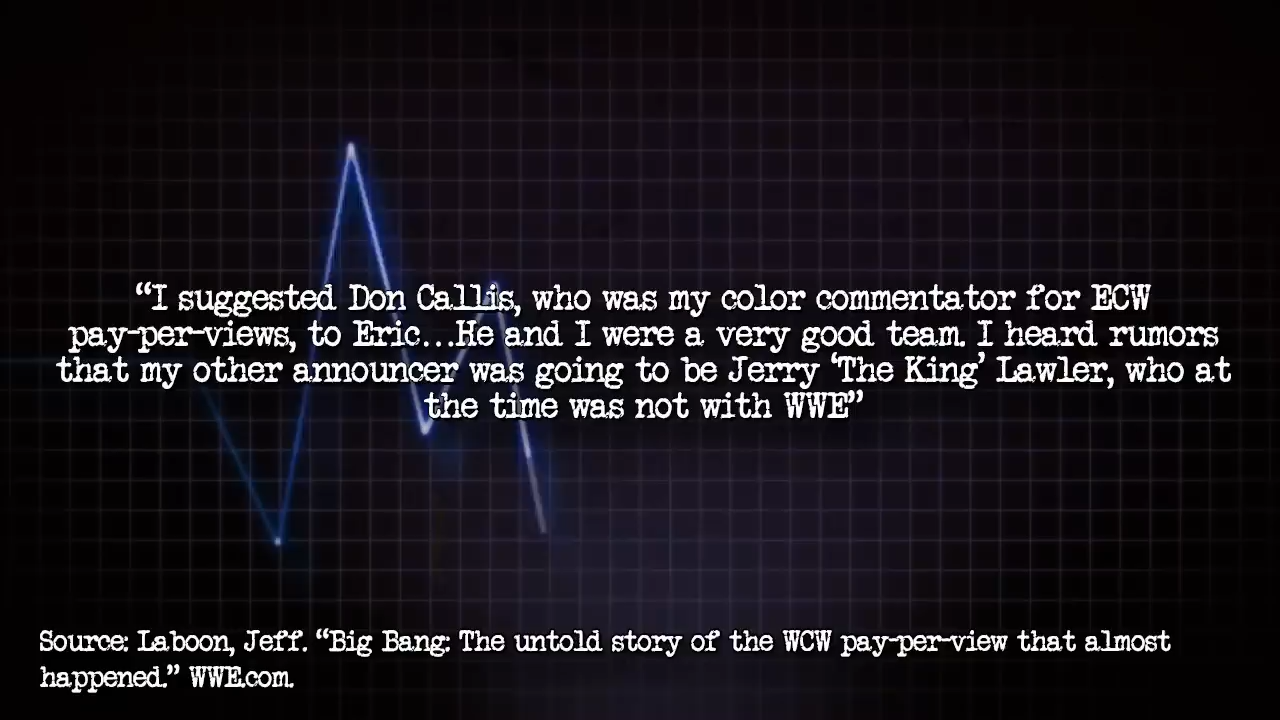 “I suggested Don Callis, who was my color commentator for ECW
pay-per-views, to Eric...He and I were a very good team. I heard rumors
that my other announcer was going to be Jerry ‘The King’ Lawler, who at
the time was not with WWE”
Source: Laboon, Jeff. “Big Bang: The untold story of the WCW pay-per-view that almost
happened.” WWE.com.